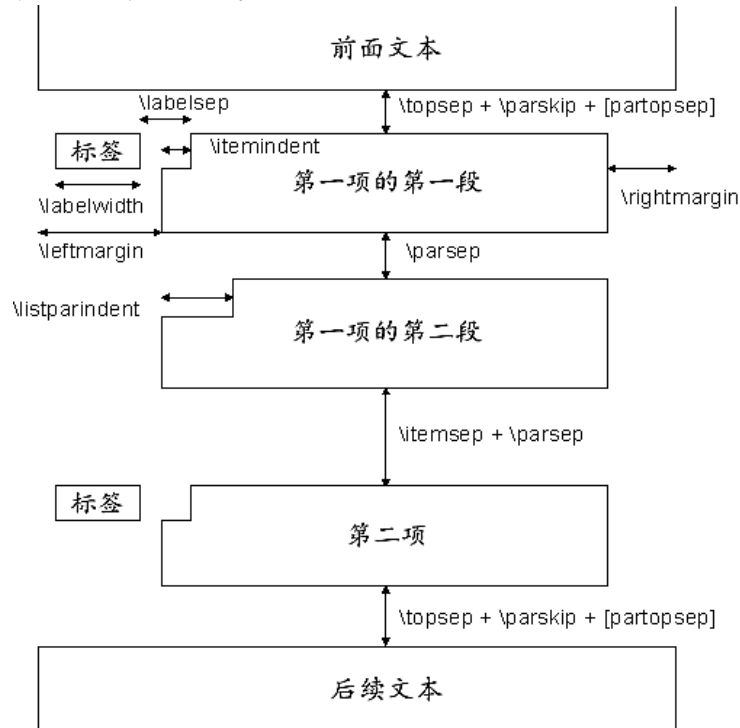 前面文本
\labelsep
\topsep + \parskip + [partopsep]
标签
\itemindent
第一项的第一段
\labelwidth
\rightmargin
\leftmargin
\parsep
\listparindent
第一项的第二段
\itemsep + \parsep
标签
第二项
\topsep + \parskip + [partopsep]
后续文本